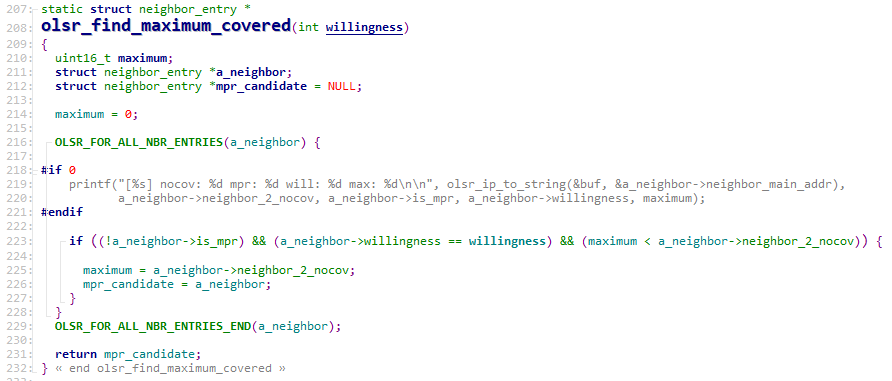 207: static struct neighbor_entry *
208: olsr_find_maximum_covered(int willingness)
209: {
210:   uint16_t maximum;
211:   struct neighbor_entry *a_neighbor;
212:   struct neighbor_entry *mpr_candidate = NULL;
213:
214:   maximum = 0;
215:
216:   OLSR_FOR_ALL_NBR_ENTRIES(a_neighbor) {
217:
218: #if 0
219:     printf("[%s] nocov: %d mpr: %d will: %d max: %d\n\n", olsr_ip_to_string(&buf, &a_neighbor->neighbor_main_addr),
220:            a_neighbor->neighbor_2_nocov, a_neighbor->is_mpr, a_neighbor->willingness, maximum);
221: #endif
222:
223:     if ((!a_neighbor->is_mpr) && (a_neighbor->willingness == willingness) && (maximum < a_neighbor->neighbor_2_nocov)) {
224:
225:       maximum = a_neighbor->neighbor_2_nocov;
226:       mpr_candidate = a_neighbor;
227:     }
228:   }
229:   OLSR_FOR_ALL_NBR_ENTRIES_END(a_neighbor);
230:
231:   return mpr_candidate;
232: } « end olsr_find_maximum_covered »